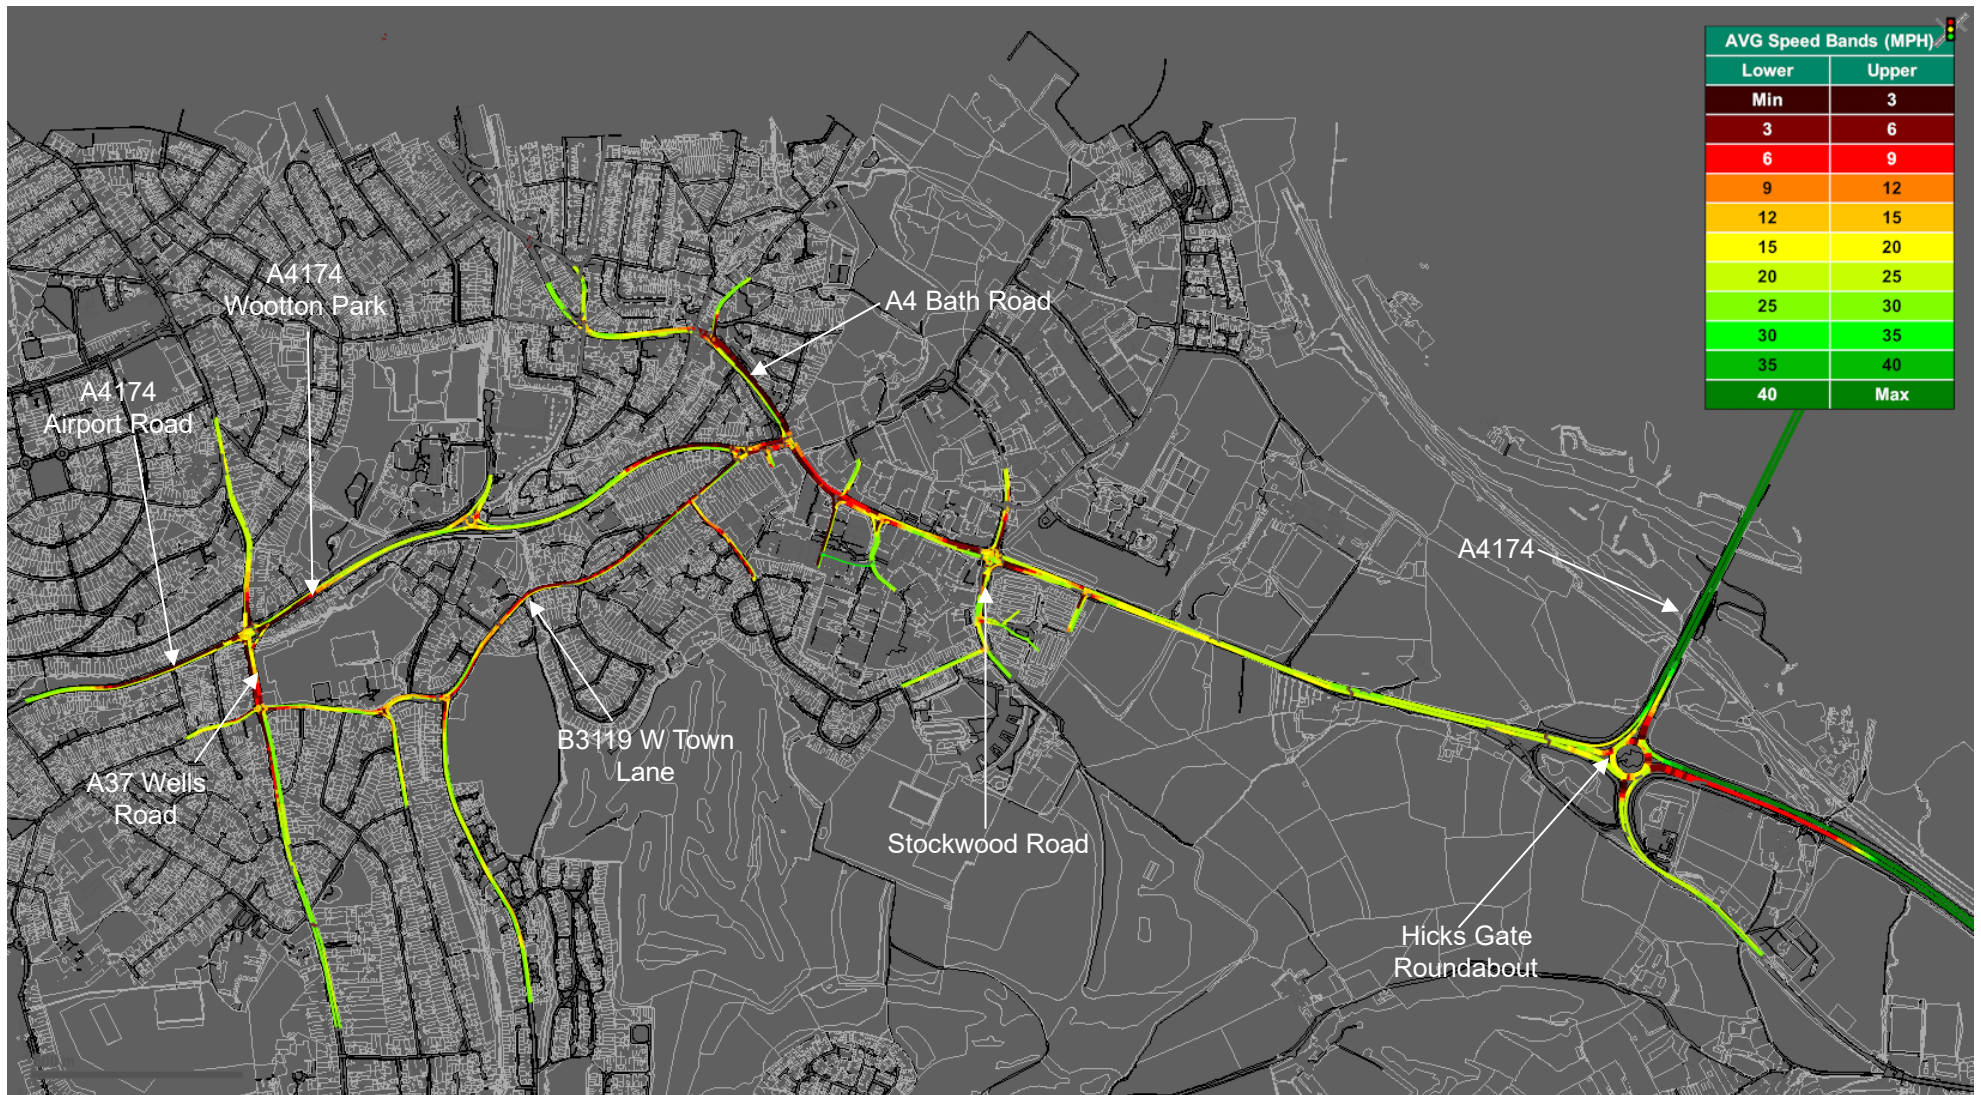 AVG Speed Bands (MPH)
Lower Upper
Min 3
3 6
6 9
9 12
12 15
15 20
20 25
25 30
30 35
35 40
40 Max
A4174
Wootton Park
A4 Bath Road
A4174
Airport Road
A4174
B3119 W Town
Lane
A37 Wells
Road
Stockwood Road
Hicks Gate
Roundabout